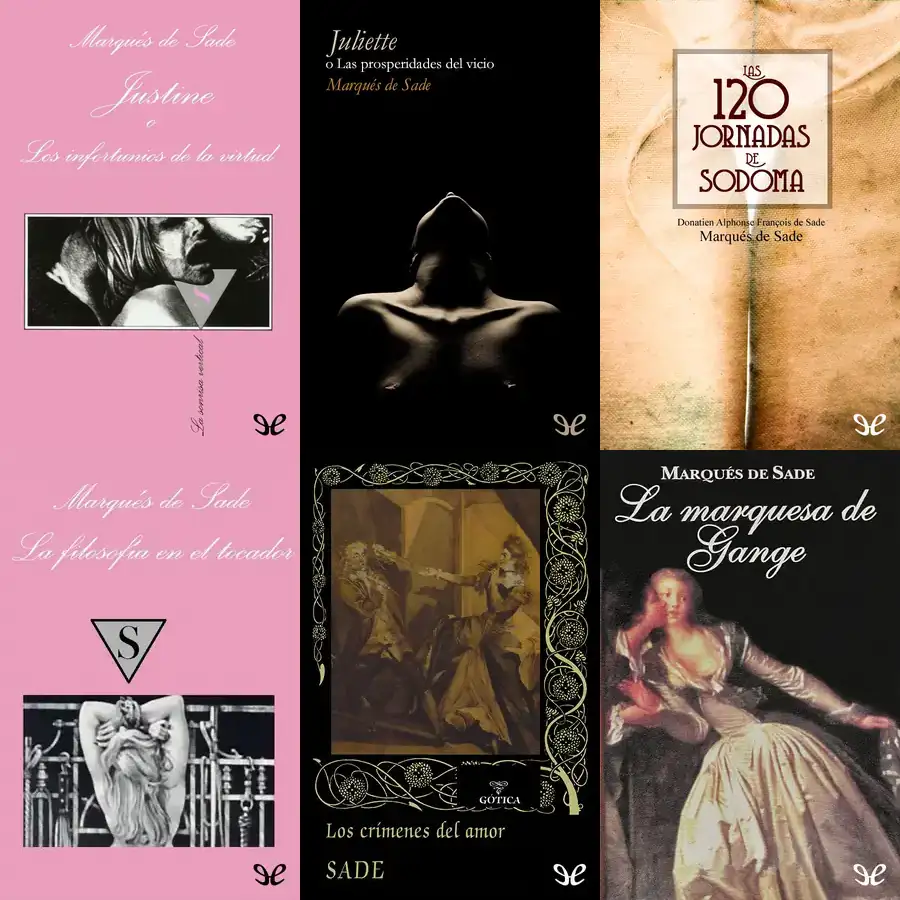 Marqués de Sade
Justine
o
Los infortunios de la virtud
S
La sonrisa vertical
Juliette
o Las prosperidades del vicio
Marqués de Sade
LAS
120
JORNADAS
DE
SODOMA
Donatien Alphonse François de Sade
Marqués de Sade
Marqués de Sade
La filosofía en el tocador
S
GÓTICA
Los crímenes del amor
SADE
MARQUÉS DE SADE
La marquesa de
Gange